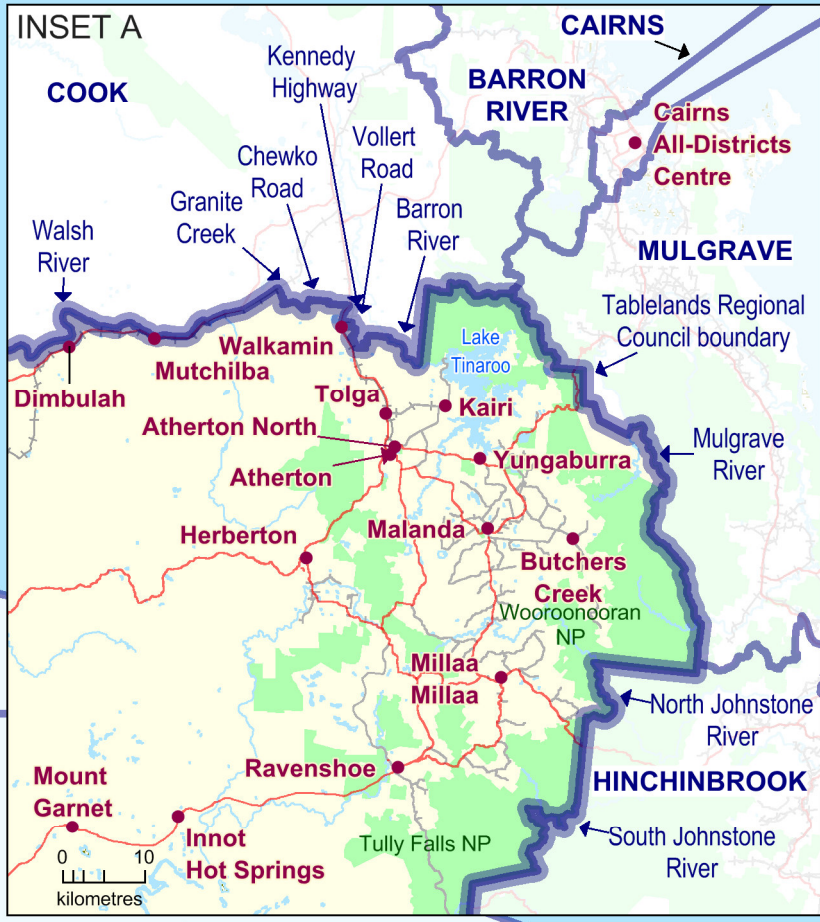 INSET A
CAIRNS
COOK
Kennedy
Highway
BARRON
RIVER
Cairns
All-Districts
Centre
Chewko
Road
Vollert
Road
Granite
Creek
Barron
River
Walsh
River
MULGRAVE
Tablelands Regional
Council boundary
Lake
Tinaroo
Walkamin
Mutchilba
Dimbulah
Tolga
Kairi
Atherton North
Mulgrave
River
Yungaburra
Atherton
Herberton
Malanda
Butchers
Creek
Wooroonooran
NP
Millaa
Millaa
North Johnstone
River
Ravenshoe
HINCHINBROOK
Mount
Garnet
Innot
Hot Springs
Tully Falls NP
South Johnstone
River
0 10
kilometres